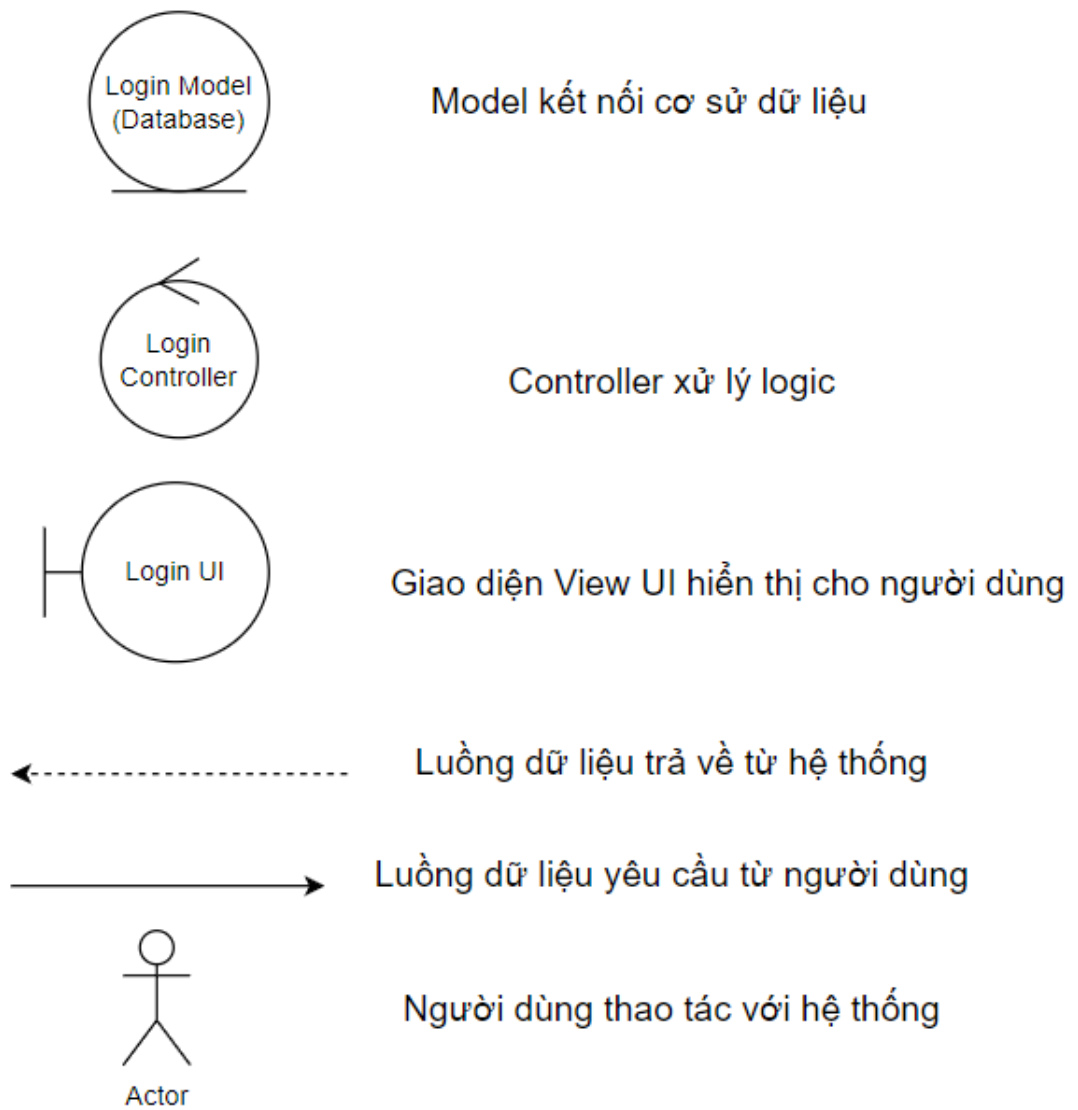 Login Model
(Database)
Model kết nối cơ sử dữ liệu
Login
Controller
Controller xử lý logic
Login UI
Giao diện View UI hiển thị cho người dùng
Luồng dữ liệu trả về từ hệ thống
Luồng dữ liệu yêu cầu từ người dùng
Người dùng thao tác với hệ thống
Actor